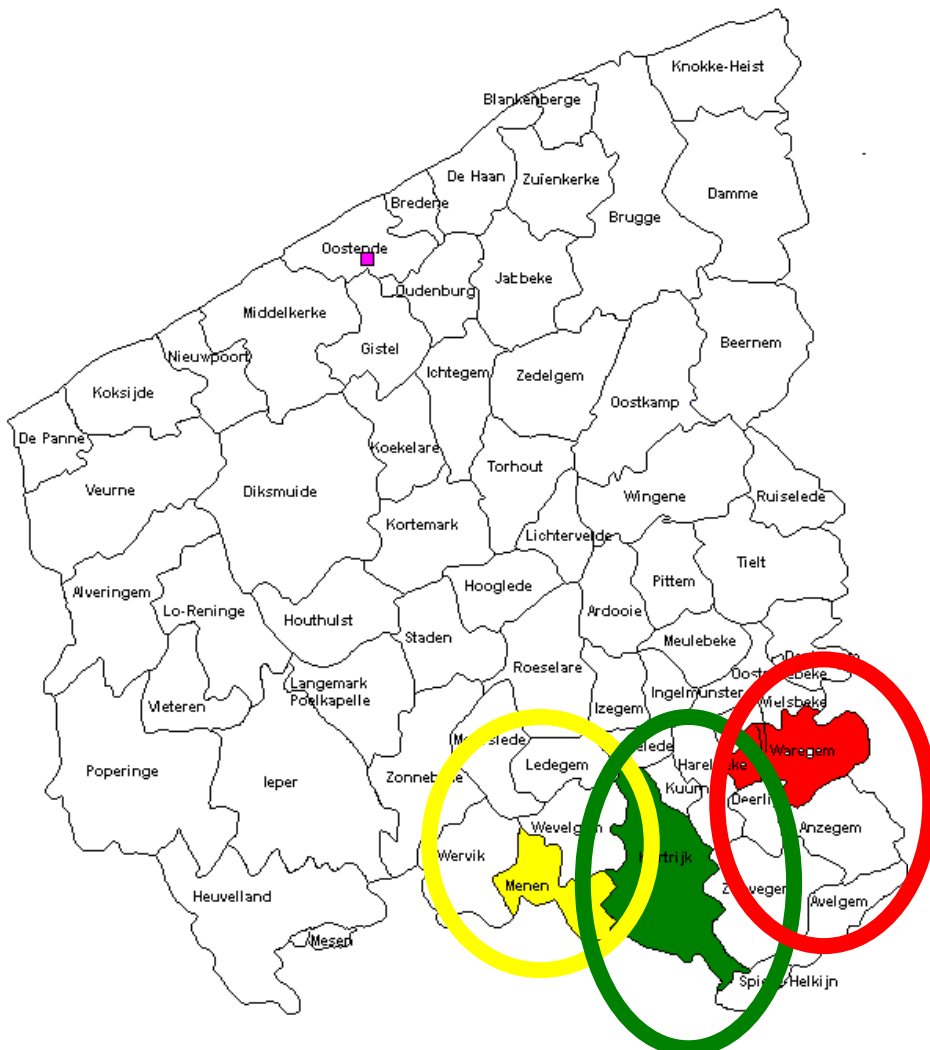 Knokke-Heist
Blankenberge
De Haan
Zuienkerke
Damme
Bredene
Brugge
Oostende
Jabbeke
Oudenburg
Middelkerke
Beernem
Gistel
Nieuwpoort
Ichtegem
Zedelgem
Koksijde
Oostkamp
De Panne
Koekelare
Torhout
Veurne
Diksmuide
Wingene
Ruiselede
Kortemark
Lichtervelde
Tielt
Hooglede
Pittem
Alveringem
Lo-Reninge
Ardooie
Houthulst
Staden
Meulebeke
Roeselare
Langemark
Poelkapelle
Ingelmunster
Vleteren
Izegem
Wielsbeke
Waregem
Ledegem
Poperinge
Ieper
Kuurne
Wevelgem
Anzegem
Wervik
Kortrijk
Menen
Heuvelland
Avelgem
Mesen